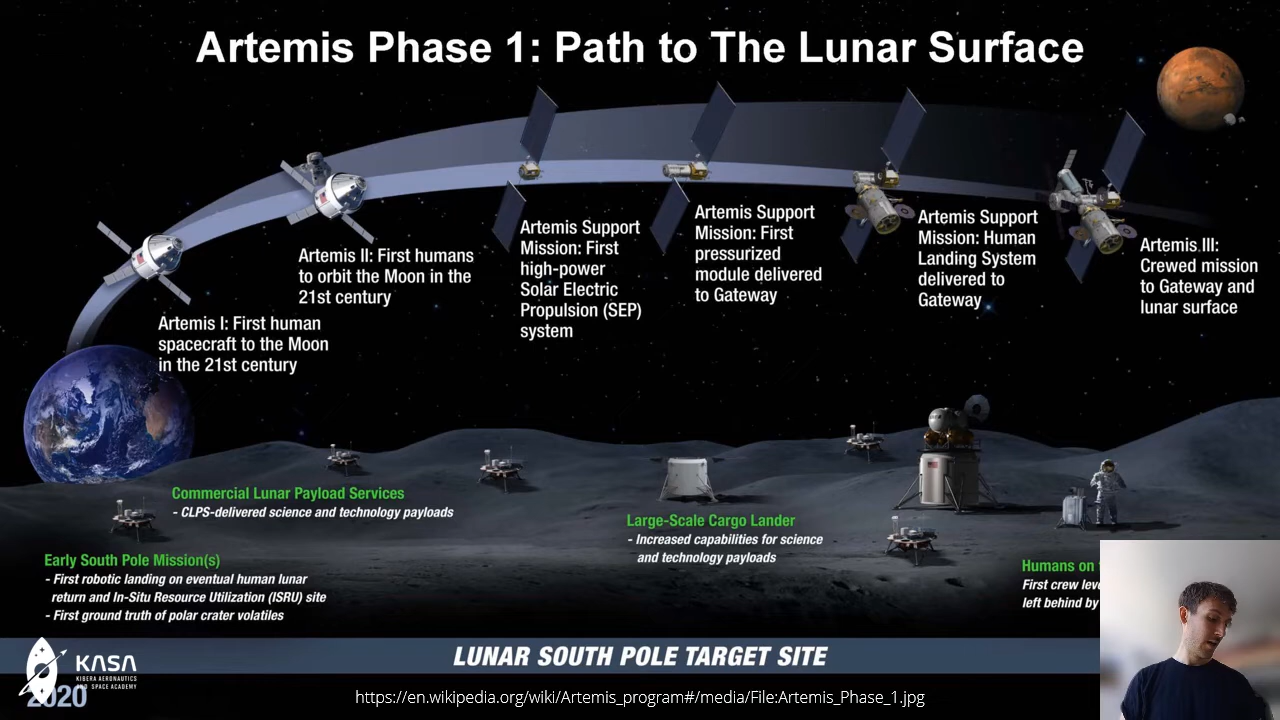 Artemis Phase 1: Path to The Lunar Surface
Artemis I: First human
spacecraft to the Moon
in the 21st century
Artemis II: First humans
to orbit the Moon in the
21st century
Artemis Support
Mission: First
high-power
Solar Electric
Propulsion (SEP)
system
Artemis Support
Mission: First
pressurized
module delivered
to Gateway
Artemis Support
Mission: Human
Landing System
delivered to
Gateway
Artemis III:
Crewed mission
to Gateway and
lunar surface
Commercial Lunar Payload Services
- CLPS-delivered science and technology payloads
Early South Pole Mission(s)
- First robotic landing on eventual human lunar
return and In-Situ Resource Utilization (ISRU) site
- First ground truth of polar crater volatiles
Large-Scale Cargo Lander
- Increased capabilities for science
and technology payloads
Humans on
First crew
left behind by
LUNAR SOUTH POLE TARGET SITE
KASA
KIBERA AERONAUTICS
AND SPACE ACADEMY
2020
https://en.wikipedia.org/wiki/Artemis_program#/media/File:Artemis_Phase_1.jpg